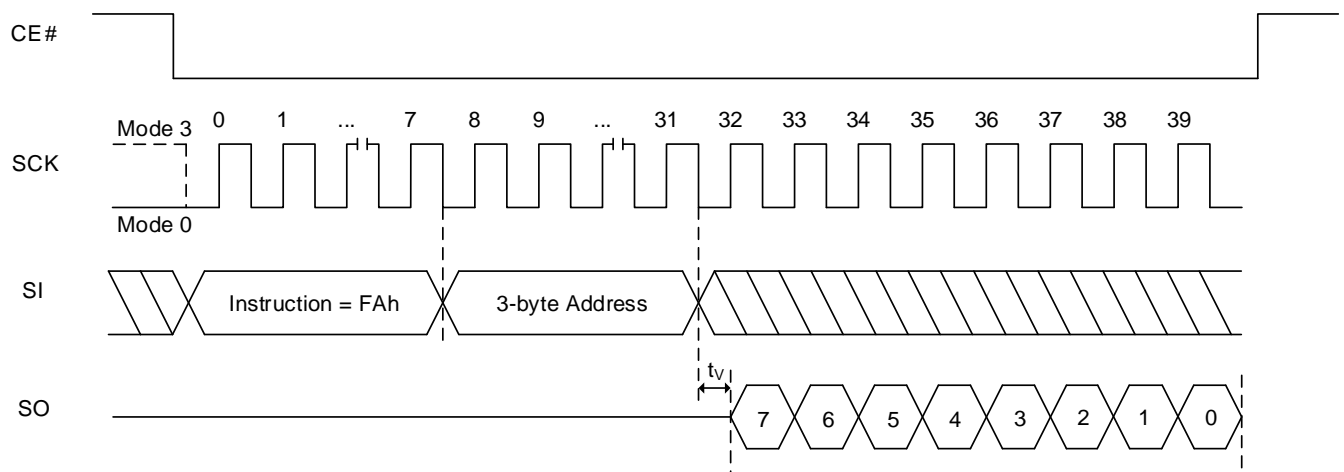 CE#
0 1 ... 7 8 9 ... 31 32 33 34 35 36 37 38 39
Mode 3
SCK
Mode 0
SI
Instruction = FAh 3-byte Address
tV
SO
7 6 5 4 3 2 1 0